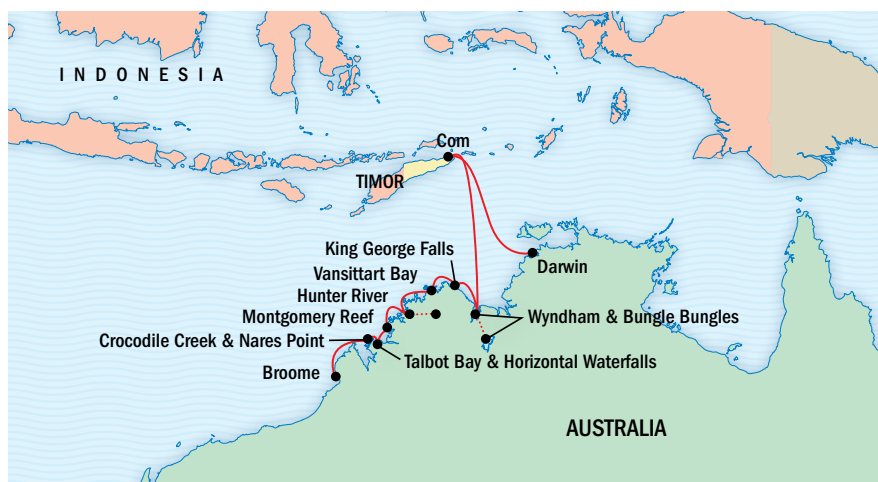 INDONESIA
Com
TIMOR
King George Falls
Darwin
Vansittart Bay
Hunter River
Montgomery Reef
Wyndham & Bungle Bungles
Crocodile Creek & Nares Point
Talbot Bay & Horizontal Waterfalls
Broome
AUSTRALIA